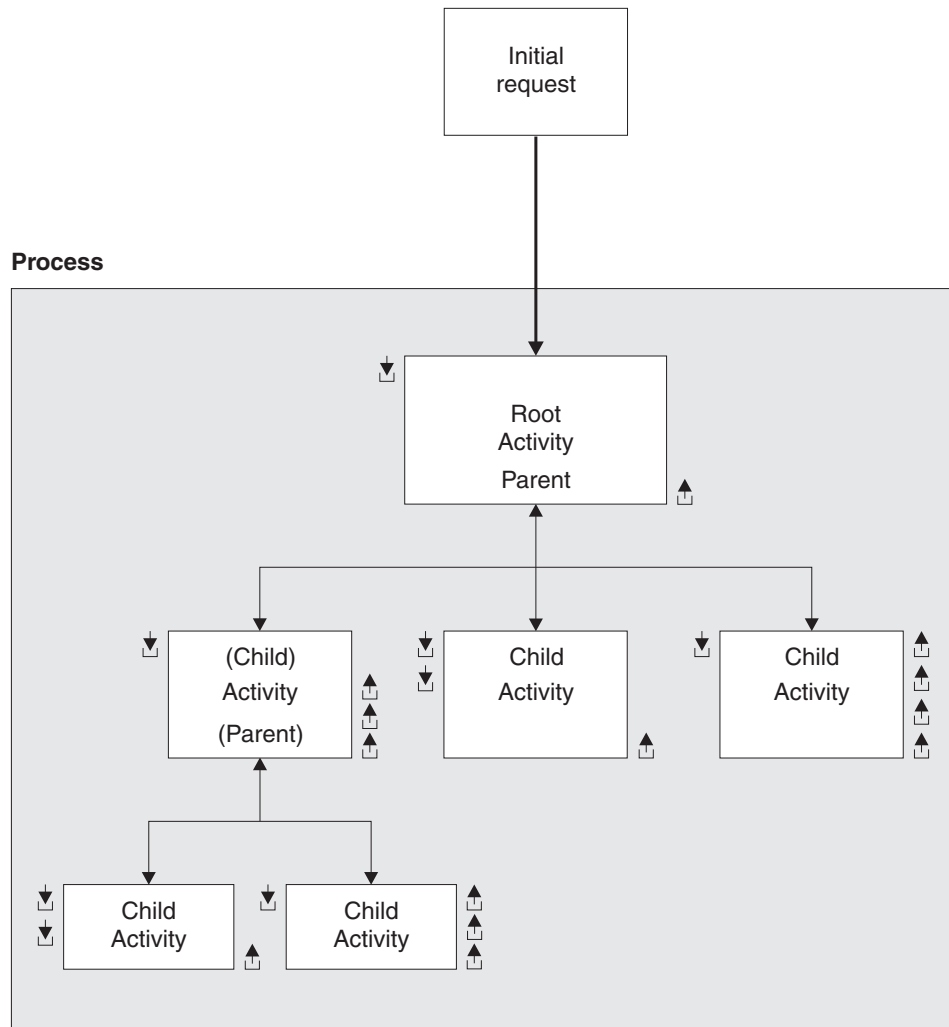 Initial
request
Process
Root
Activity
Parent
(Child)
Activity
(Parent)
Child
Activity
Child
Activity
Child
Activity
Child
Activity